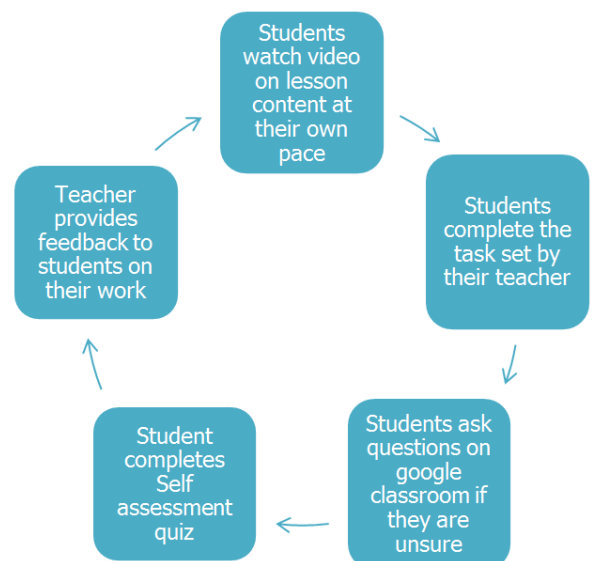 Students
watch video
on lesson
content at
their own
pace
Students
complete the
task set by
their teacher
Students ask
questions on
google
classroom if
they are
unsure
Student
completes
Self
assessment
quiz
Teacher
provides
feedback to
students on
their work